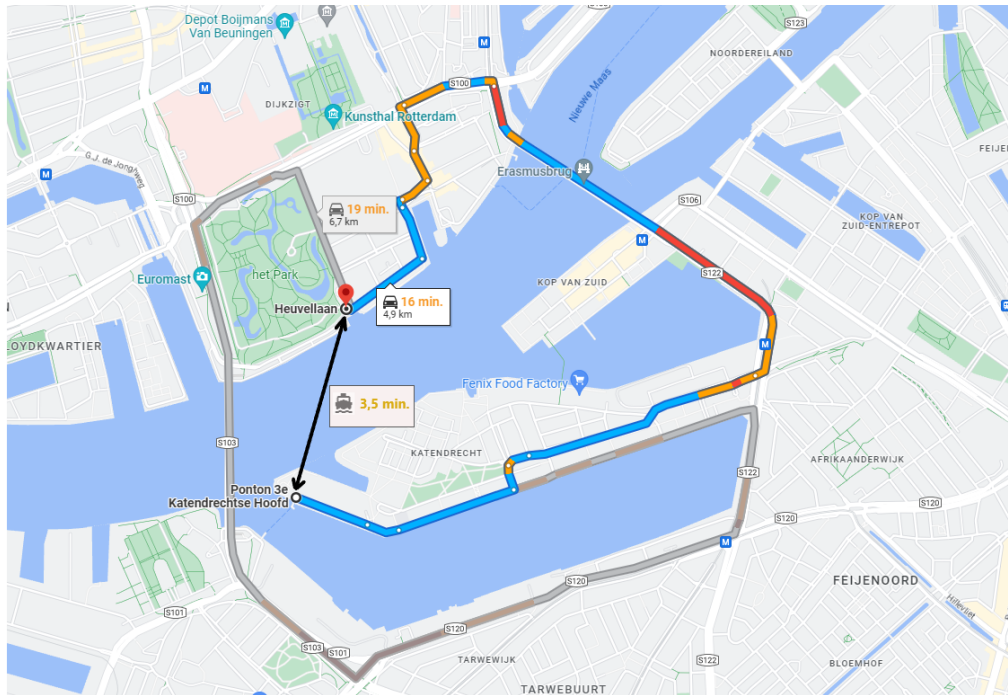 Depot Boijmans
Van Beuningen
S123
NOORDEREILAND
M
S100
M
DIJKZIGT
Kunsthal Rotterdam
Nieuwe Maas
FEIJEN
G.J. de Jonghweg
M
Erasmusbrug
S100
S106
19 min.
6,7 km
KOP VAN
ZUID-ENTREPOT
M
het Park
S122
Euromast
KOP VAN ZUID
Heuvellaan
16 min.
4,9 km
LOYDKWARTIER
M
Fenix Food Factory
3,5 min.
S103
KATENDRECHT
AFRIKAANDERWIJK
S122
Ponton 3e
Katendrechtse Hoofd
S120
S120
M
S120
FEIJENOORD
S101
Hillevliet
S120
S103
S101
TARWEWIJK
S122
BLOEMHOF
TARWEBUURT